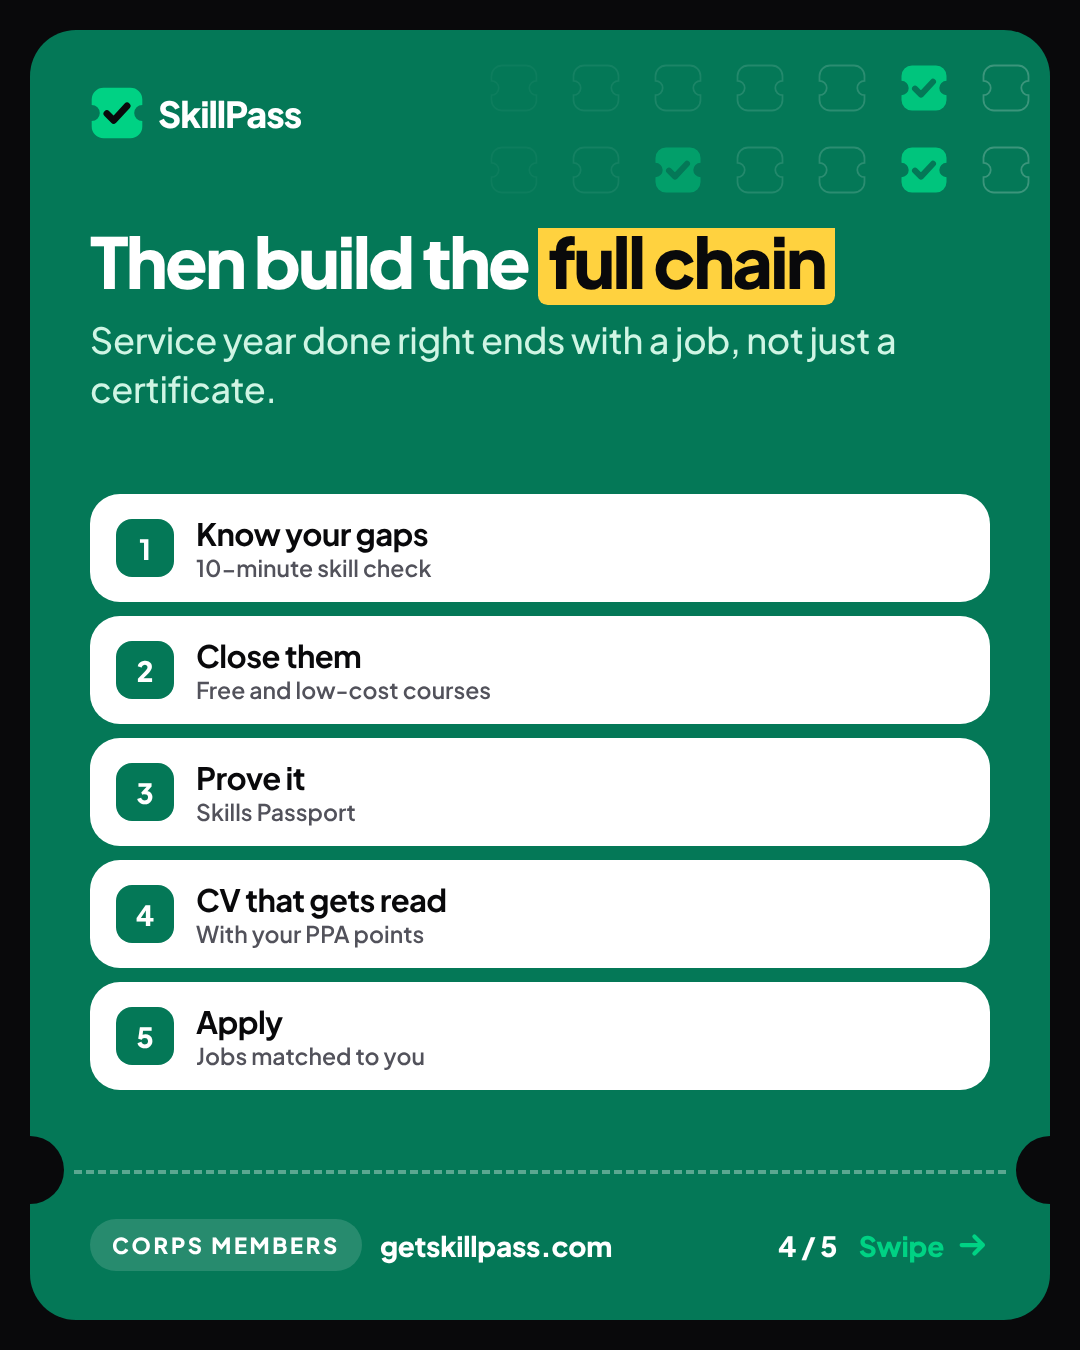 SkillPass
Then build the full chain
Service year done right ends with a job, not just a
certificate.
1
Know your gaps
10-minute skill check
2
Close them
Free and low-cost courses
3
Prove it
Skills Passport
4
CV that gets read
With your PPA points
5
Apply
Jobs matched to you
CORPS MEMBERS getskillpass.com 4 / 5 Swipe →